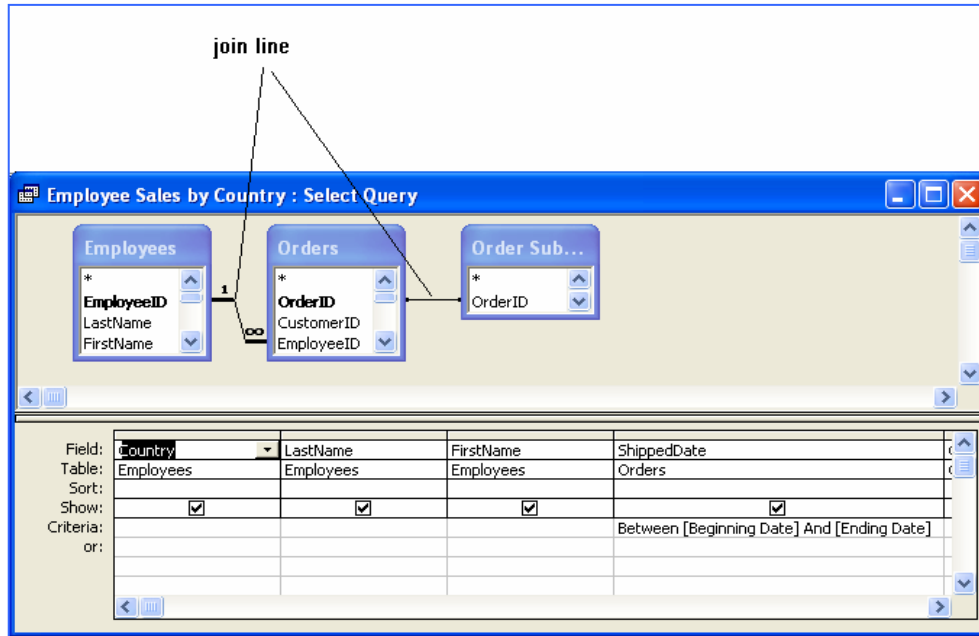 join line
Employee Sales by Country : Select Query
Employees Orders Order Sub...
* * *
EmployeeID OrderID OrderID
LastName CustomerID
FirstName EmployeeID
1
∞
Field: Country LastName FirstName ShippedDate
Table: Employees Employees Employees Orders
Sort:
Show:
Criteria: Between [Beginning Date] And [Ending Date]
or: